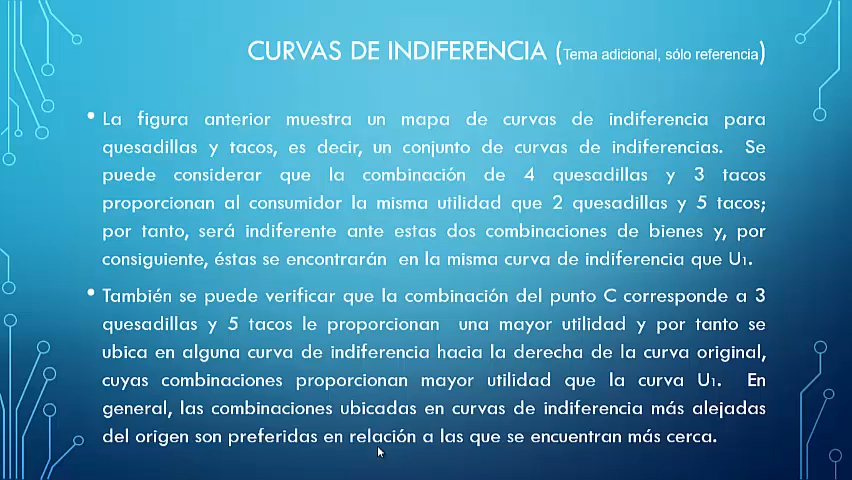 CURVAS DE INDIFERENCIA (Tema adicional, sólo referencia)
• La figura anterior muestra un mapa de curvas de indiferencia para
quesadillas y tacos, es decir, un conjunto de curvas de indiferencias. Se
puede considerar que la combinación de 4 quesadillas y 3 tacos
proporcionan al consumidor la misma utilidad que 2 quesadillas y 5 tacos;
por tanto, será indiferente ante estas dos combinaciones de bienes y, por
consiguiente, éstas se encontrarán en la misma curva de indiferencia que U₁.
• También se puede verificar que la combinación del punto C corresponde a 3
quesadillas y 5 tacos le proporcionan una mayor utilidad y por tanto se
ubica en alguna curva de indiferencia hacia la derecha de la curva original,
cuyas combinaciones proporcionan mayor utilidad que la curva U₁. En
general, las combinaciones ubicadas en curvas de indiferencia más alejadas
del origen son preferidas en relación a las que se encuentran más cerca.